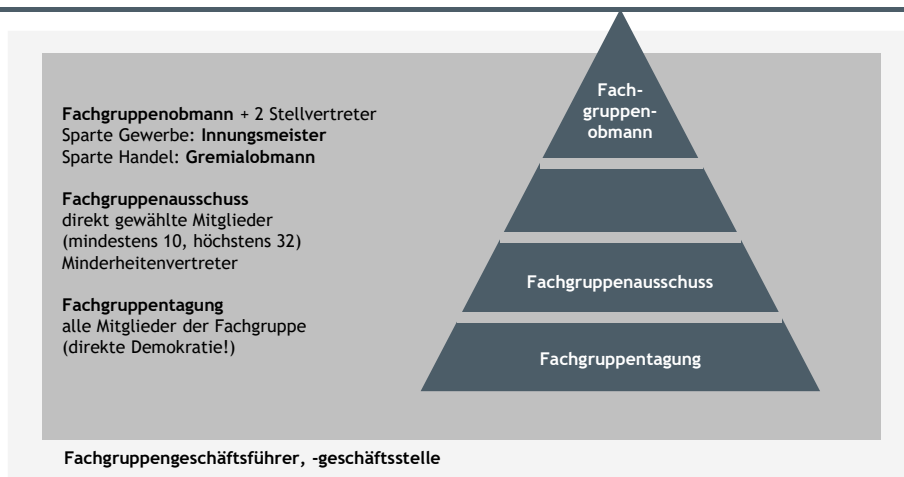 Fachgruppenobmann + 2 Stellvertreter
Sparte Gewerbe: Innungsmeister
Sparte Handel: Gremialobmann
Fachgruppenausschuss
direkt gewählte Mitglieder
(mindestens 10, höchstens 32)
Minderheitenvertreter
Fachgruppentagung
alle Mitglieder der Fachgruppe
(direkte Demokratie!)
Fach-
gruppen-
obmann
Fachgruppenausschuss
Fachgruppentagung
Fachgruppengeschäftsführer, -geschäftsstelle